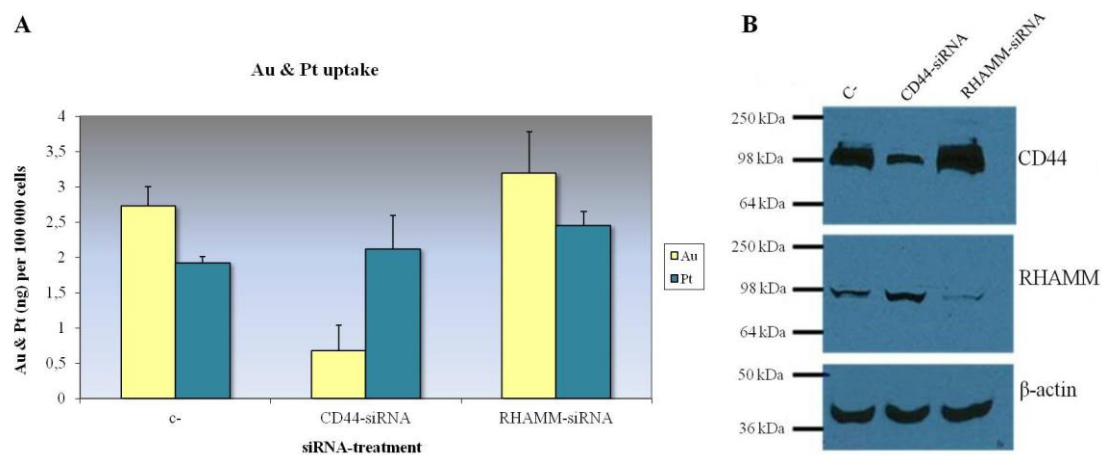 A
Au & Pt uptake
Au & Pt (ng) per 100 000 cells
4
3,5
3
2,5
2
1,5
1
0,5
0
c-
CD44-siRNA
RHAMM-siRNA
siRNA-treatment
Au
Pt
B
C-
CD44-siRNA
RHAMM-siRNA
250 kDa
98 kDa
64 kDa
CD44
250 kDa
98 kDa
64 kDa
RHAMM
50 kDa
36 kDa
β-actin